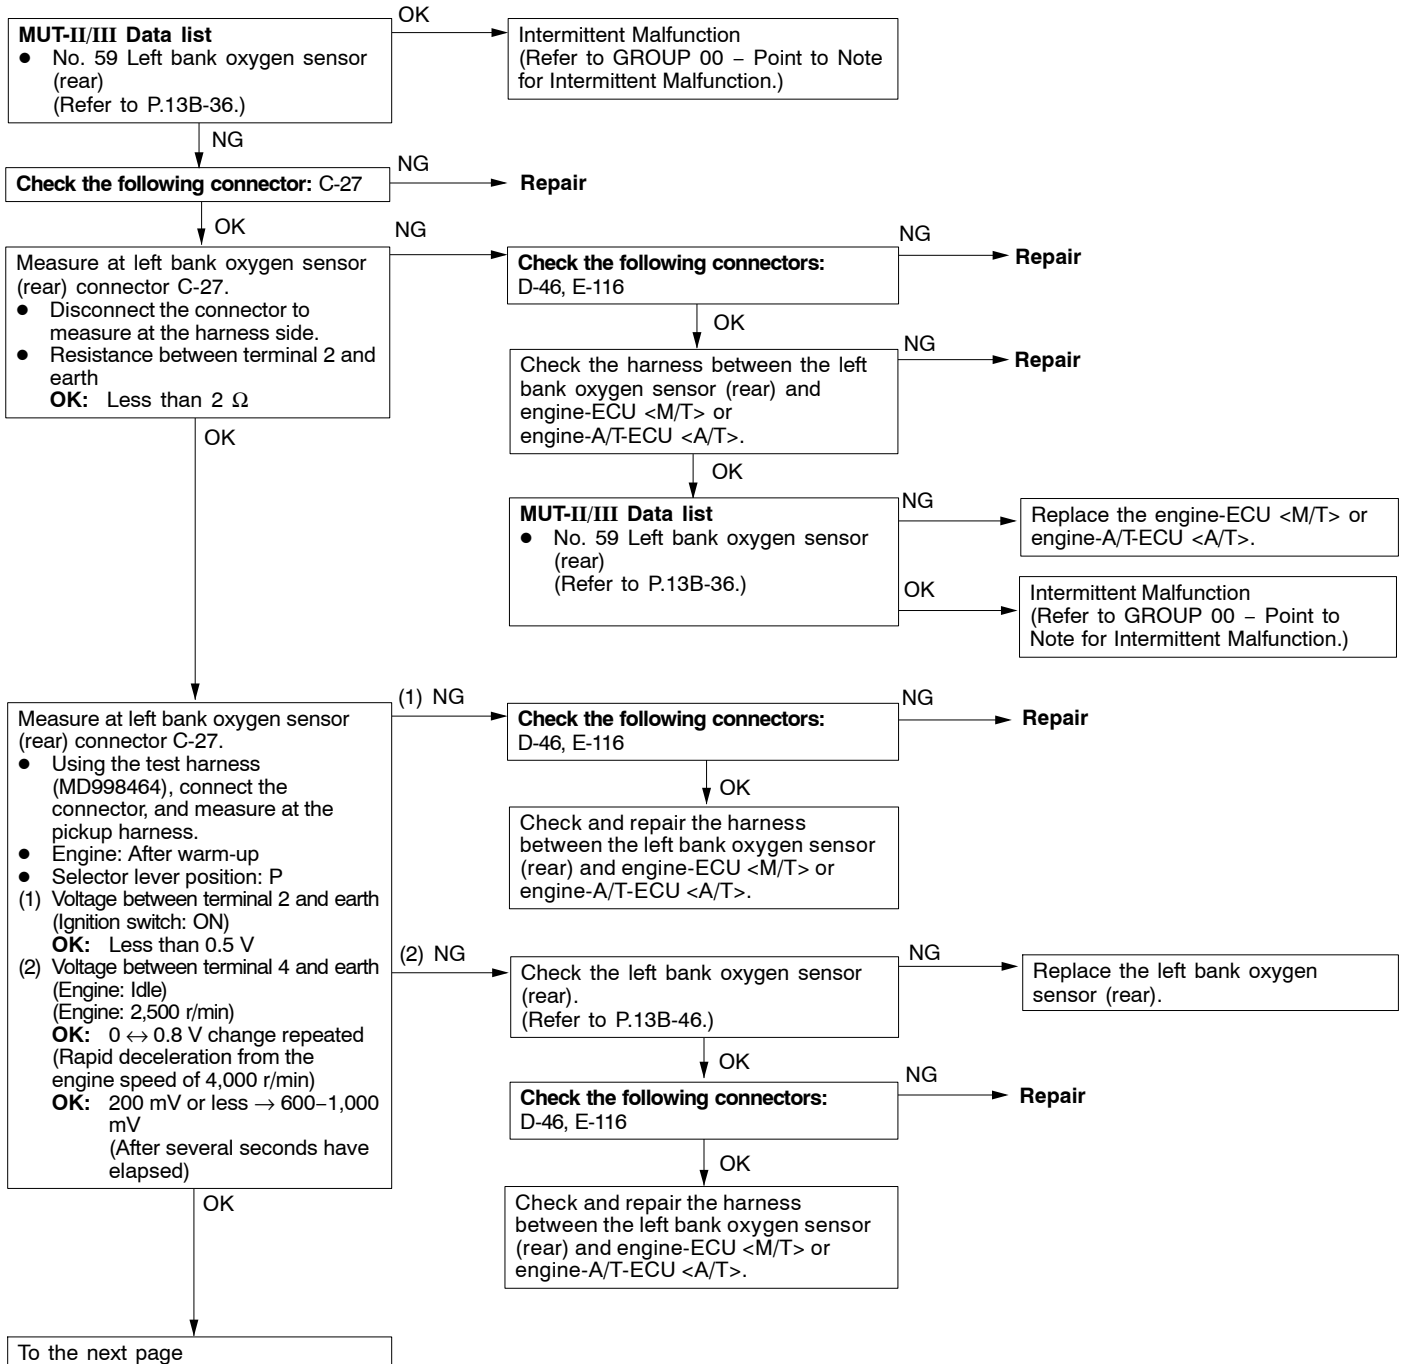 MUT-II/III Data list
● No. 59 Left bank oxygen sensor
(rear)
(Refer to P.13B-36.)
OK
Intermittent Malfunction
(Refer to GROUP 00 – Point to Note
for Intermittent Malfunction.)
NG
Check the following connector: C-27
NG
Repair
OK
Measure at left bank oxygen sensor
(rear) connector C-27.
● Disconnect the connector to
measure at the harness side.
● Resistance between terminal 2 and
earth
OK: Less than 2 Ω
NG
Check the following connectors:
D-46, E-116
NG
Repair
OK
Check the harness between the left
bank oxygen sensor (rear) and
engine-ECU <M/T> or
engine-A/T-ECU <A/T>.
NG
Repair
OK
MUT-II/III Data list
● No. 59 Left bank oxygen sensor
(rear)
(Refer to P.13B-36.)
NG
Replace the engine-ECU <M/T> or
engine-A/T-ECU <A/T>.
OK
Intermittent Malfunction
(Refer to GROUP 00 – Point to
Note for Intermittent Malfunction.)
OK
Measure at left bank oxygen sensor
(rear) connector C-27.
● Using the test harness
(MD998464), connect the
connector, and measure at the
pickup harness.
● Engine: After warm-up
● Selector lever position: P
(1) Voltage between terminal 2 and earth
(Ignition switch: ON)
OK: Less than 0.5 V
(2) Voltage between terminal 4 and earth
(Engine: Idle)
(Engine: 2,500 r/min)
OK: 0 ↔ 0.8 V change repeated
(Rapid deceleration from the
engine speed of 4,000 r/min)
OK: 200 mV or less → 600–1,000
mV
(After several seconds have
elapsed)
(1) NG
Check the following connectors:
D-46, E-116
NG
Repair
OK
Check and repair the harness
between the left bank oxygen sensor
(rear) and engine-ECU <M/T> or
engine-A/T-ECU <A/T>.
(2) NG
Check the left bank oxygen sensor
(rear).
(Refer to P.13B-46.)
NG
Replace the left bank oxygen
sensor (rear).
OK
Check the following connectors:
D-46, E-116
NG
Repair
OK
Check and repair the harness
between the left bank oxygen sensor
(rear) and engine-ECU <M/T> or
engine-A/T-ECU <A/T>.
OK
To the next page